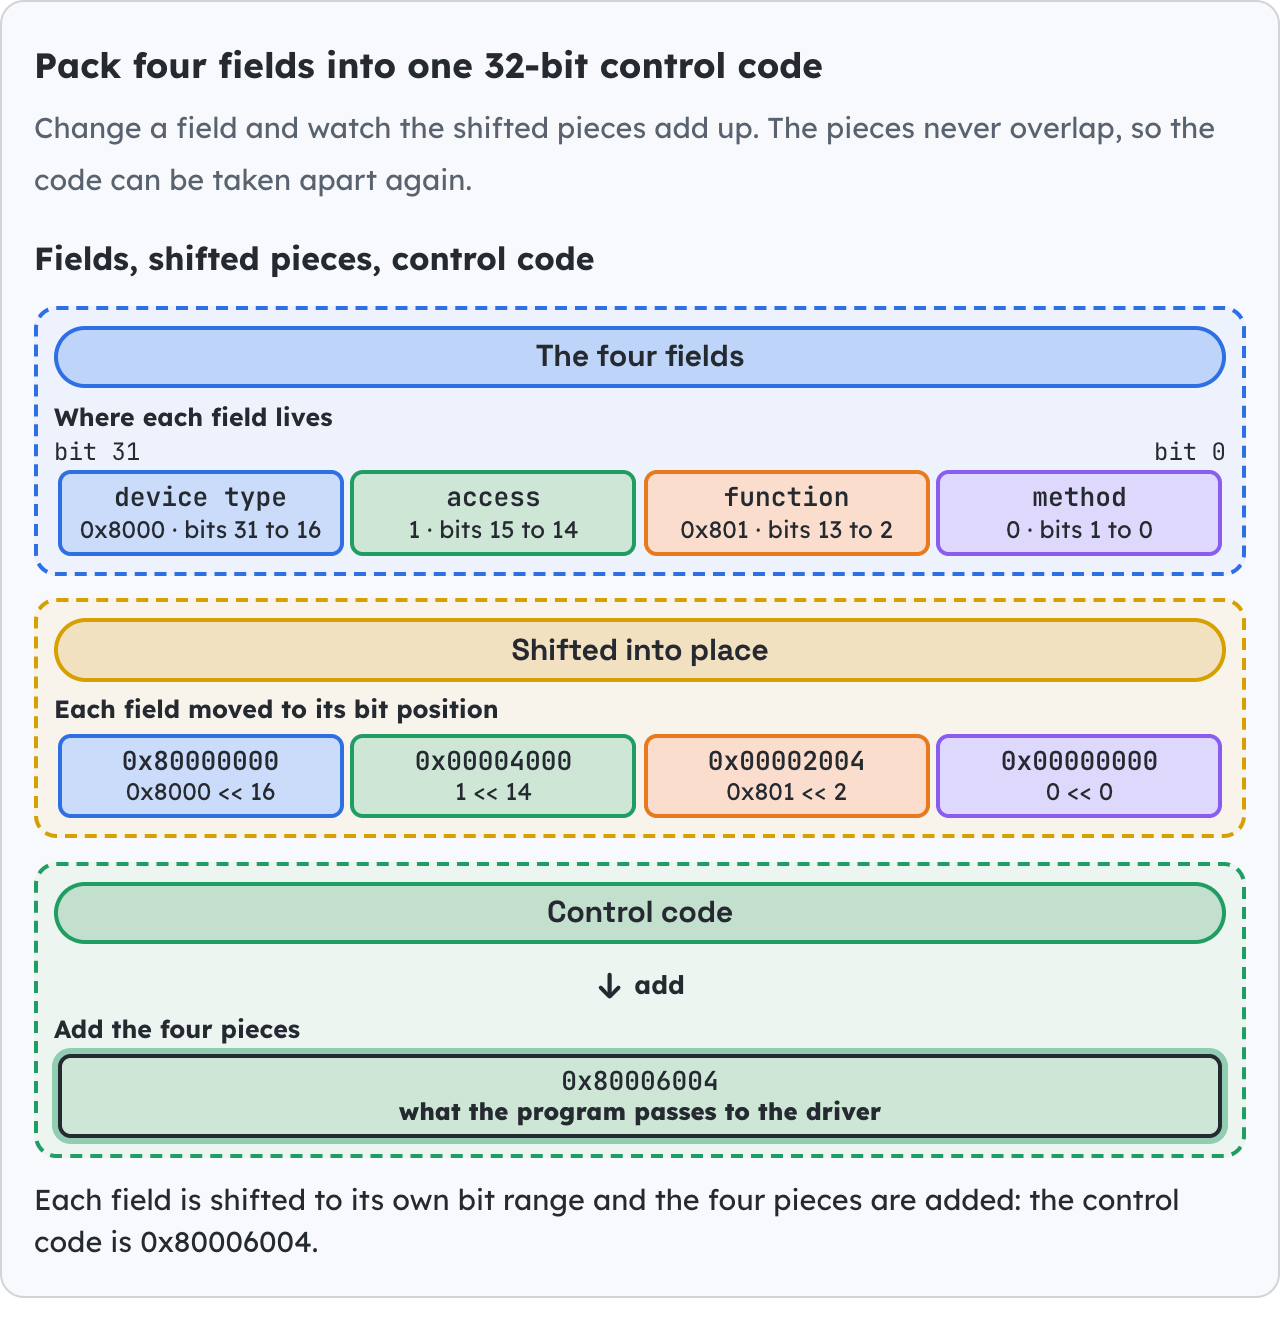 Pack four fields into one 32-bit control code
Change a field and watch the shifted pieces add up. The pieces never overlap, so the
code can be taken apart again.
Fields, shifted pieces, control code
The four fields
Where each field lives
bit 31
bit 0
device type
0x8000 · bits 31 to 16
access
1 · bits 15 to 14
function
0x801 · bits 13 to 2
method
0 · bits 1 to 0
Shifted into place
Each field moved to its bit position
0x80000000
0x8000 << 16
0x00004000
1 << 14
0x00002004
0x801 << 2
0x00000000
0 << 0
Control code
↓ add
Add the four pieces
0x80006004
what the program passes to the driver
Each field is shifted to its own bit range and the four pieces are added: the control
code is 0x80006004.